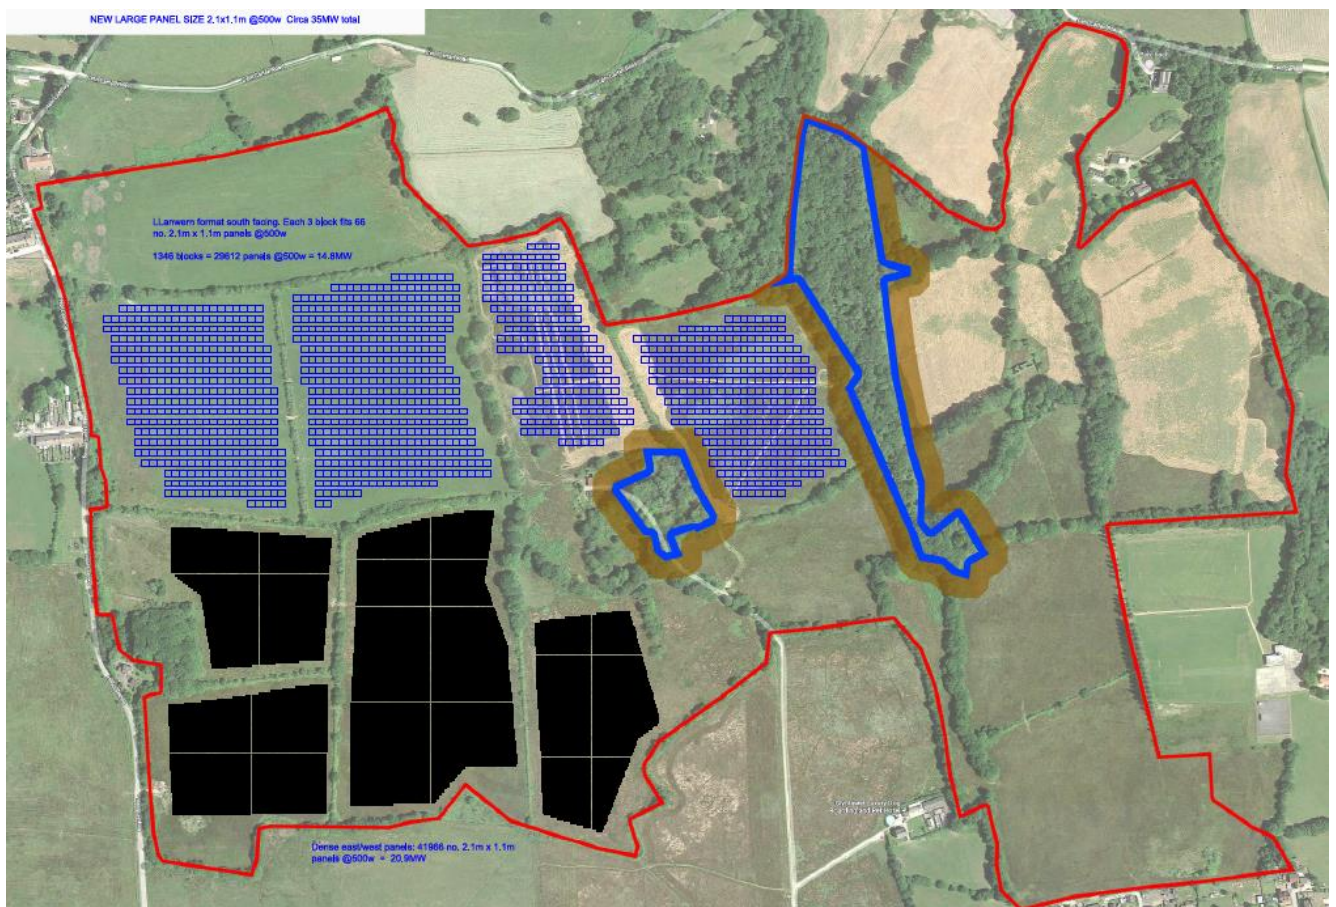 NEW LARGE PANEL SIZE 2.1x1.1m @500w Circa 35MW total
LLanwern format south facing. Each 3 block fits 66
no. 2.1m x 1.1m panels @500w
1346 blocks = 29612 panels @500w = 14.8MW
Dense east/west panels: 41966 no. 2.1m x 1.1m
panels @500w = 20.9MW